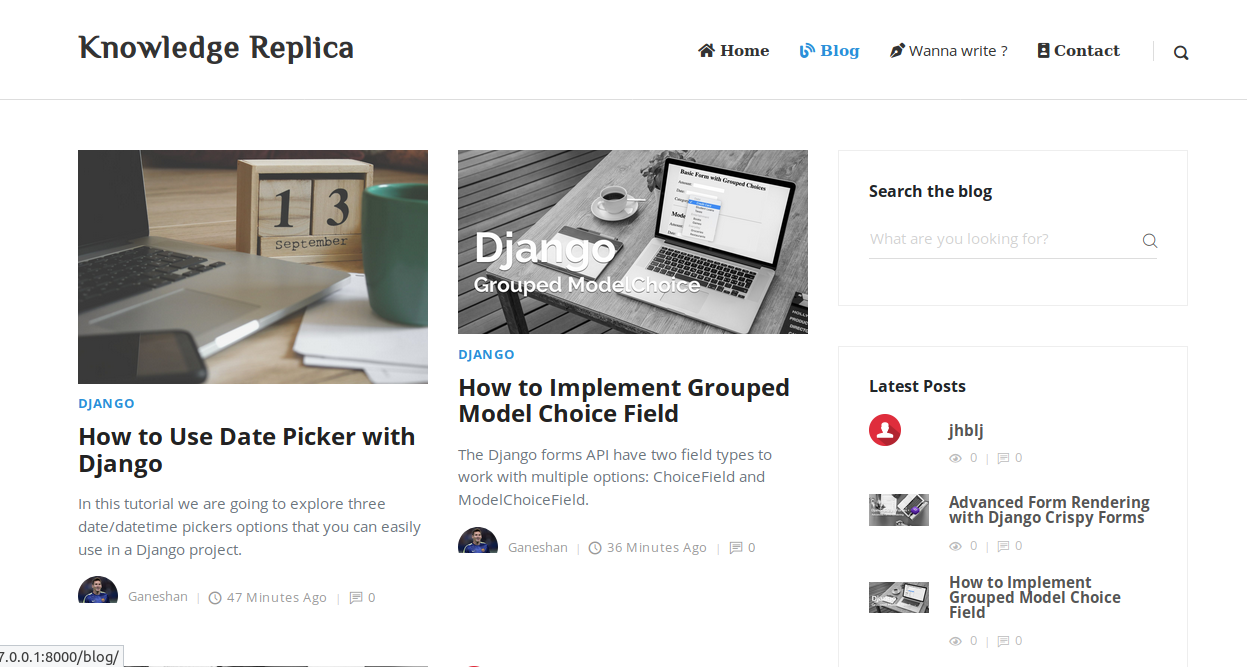 Knowledge Replica
Home
Blog
Wanna write ?
Contact
13
September
DJANGO
How to Use Date Picker with
Django
In this tutorial we are going to explore three
date/datetime pickers options that you can easily
use in a Django project.
Ganeshan | 47 Minutes Ago | 0
Basic Form with Grouped Choices
Django
Grouped ModelChoice
DJANGO
How to Implement Grouped
Model Choice Field
The Django forms API have two field types to
work with multiple options: ChoiceField and
ModelChoiceField.
Ganeshan | 36 Minutes Ago | 0
Search the blog
What are you looking for?
Latest Posts
jhblj
0 | 0
Advanced Form Rendering
with Django Crispy Forms
0 | 0
How to Implement
Grouped Model Choice
Field
0 | 0
7.0.0.1:8000/blog/